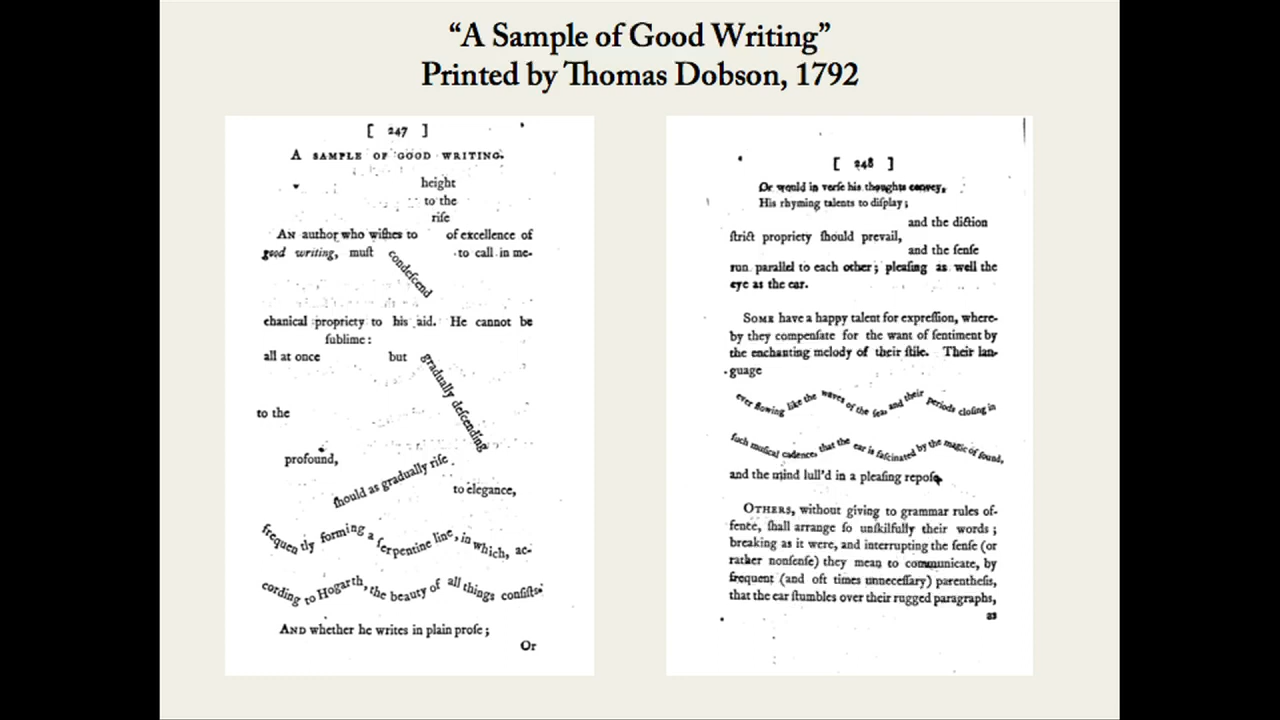 “A Sample of Good Writing”
Printed by Thomas Dobson, 1792
[ 247 ]
A SAMPLE OF GOOD WRITING.
height
to the
riſe
AN author who wiſhes to of excellence of
good writing, muſt to call in me-
condeſcend
chanical propriety to his aid. He cannot be
ſublime:
all at once but
gradually deſcending
to the
profound,
ſhould as gradually riſe
to elegance,
frequen tly forming a ſerpentine line, in which, ac-
cording to Hogarth, the beauty of all things conſiſts.
AND whether he writes in plain proſe;
Or
[ 248 ]
Or would in verſe his thoughts convey,
His rhyming talents to diſplay;
and the diction
ſtrict propriety ſhould prevail,
and the ſenſe
run parallel to each other; pleaſing as well the
eye as the ear.
SOME have a happy talent for expreſſion, where-
by they compenſate for the want of ſentiment by
the enchanting melody of their ſtile. Their lan-
guage
ever flowing like the waves of the ſea, and their periods cloſing in
ſuch muſical cadence, that the ear is faſcinated by the magic of ſound,
and the mind lull’d in a pleaſing repoſe
OTHERS, without giving to grammar rules of-
fence, ſhall arrange ſo unſkilfully their words;
breaking as it were, and interrupting the ſenſe (or
rather nonſenſe) they mean to communicate, by
frequent (and oft times unneceſſary) parentheſis,
that the ear ſtumbles over their rugged paragraphs,
as